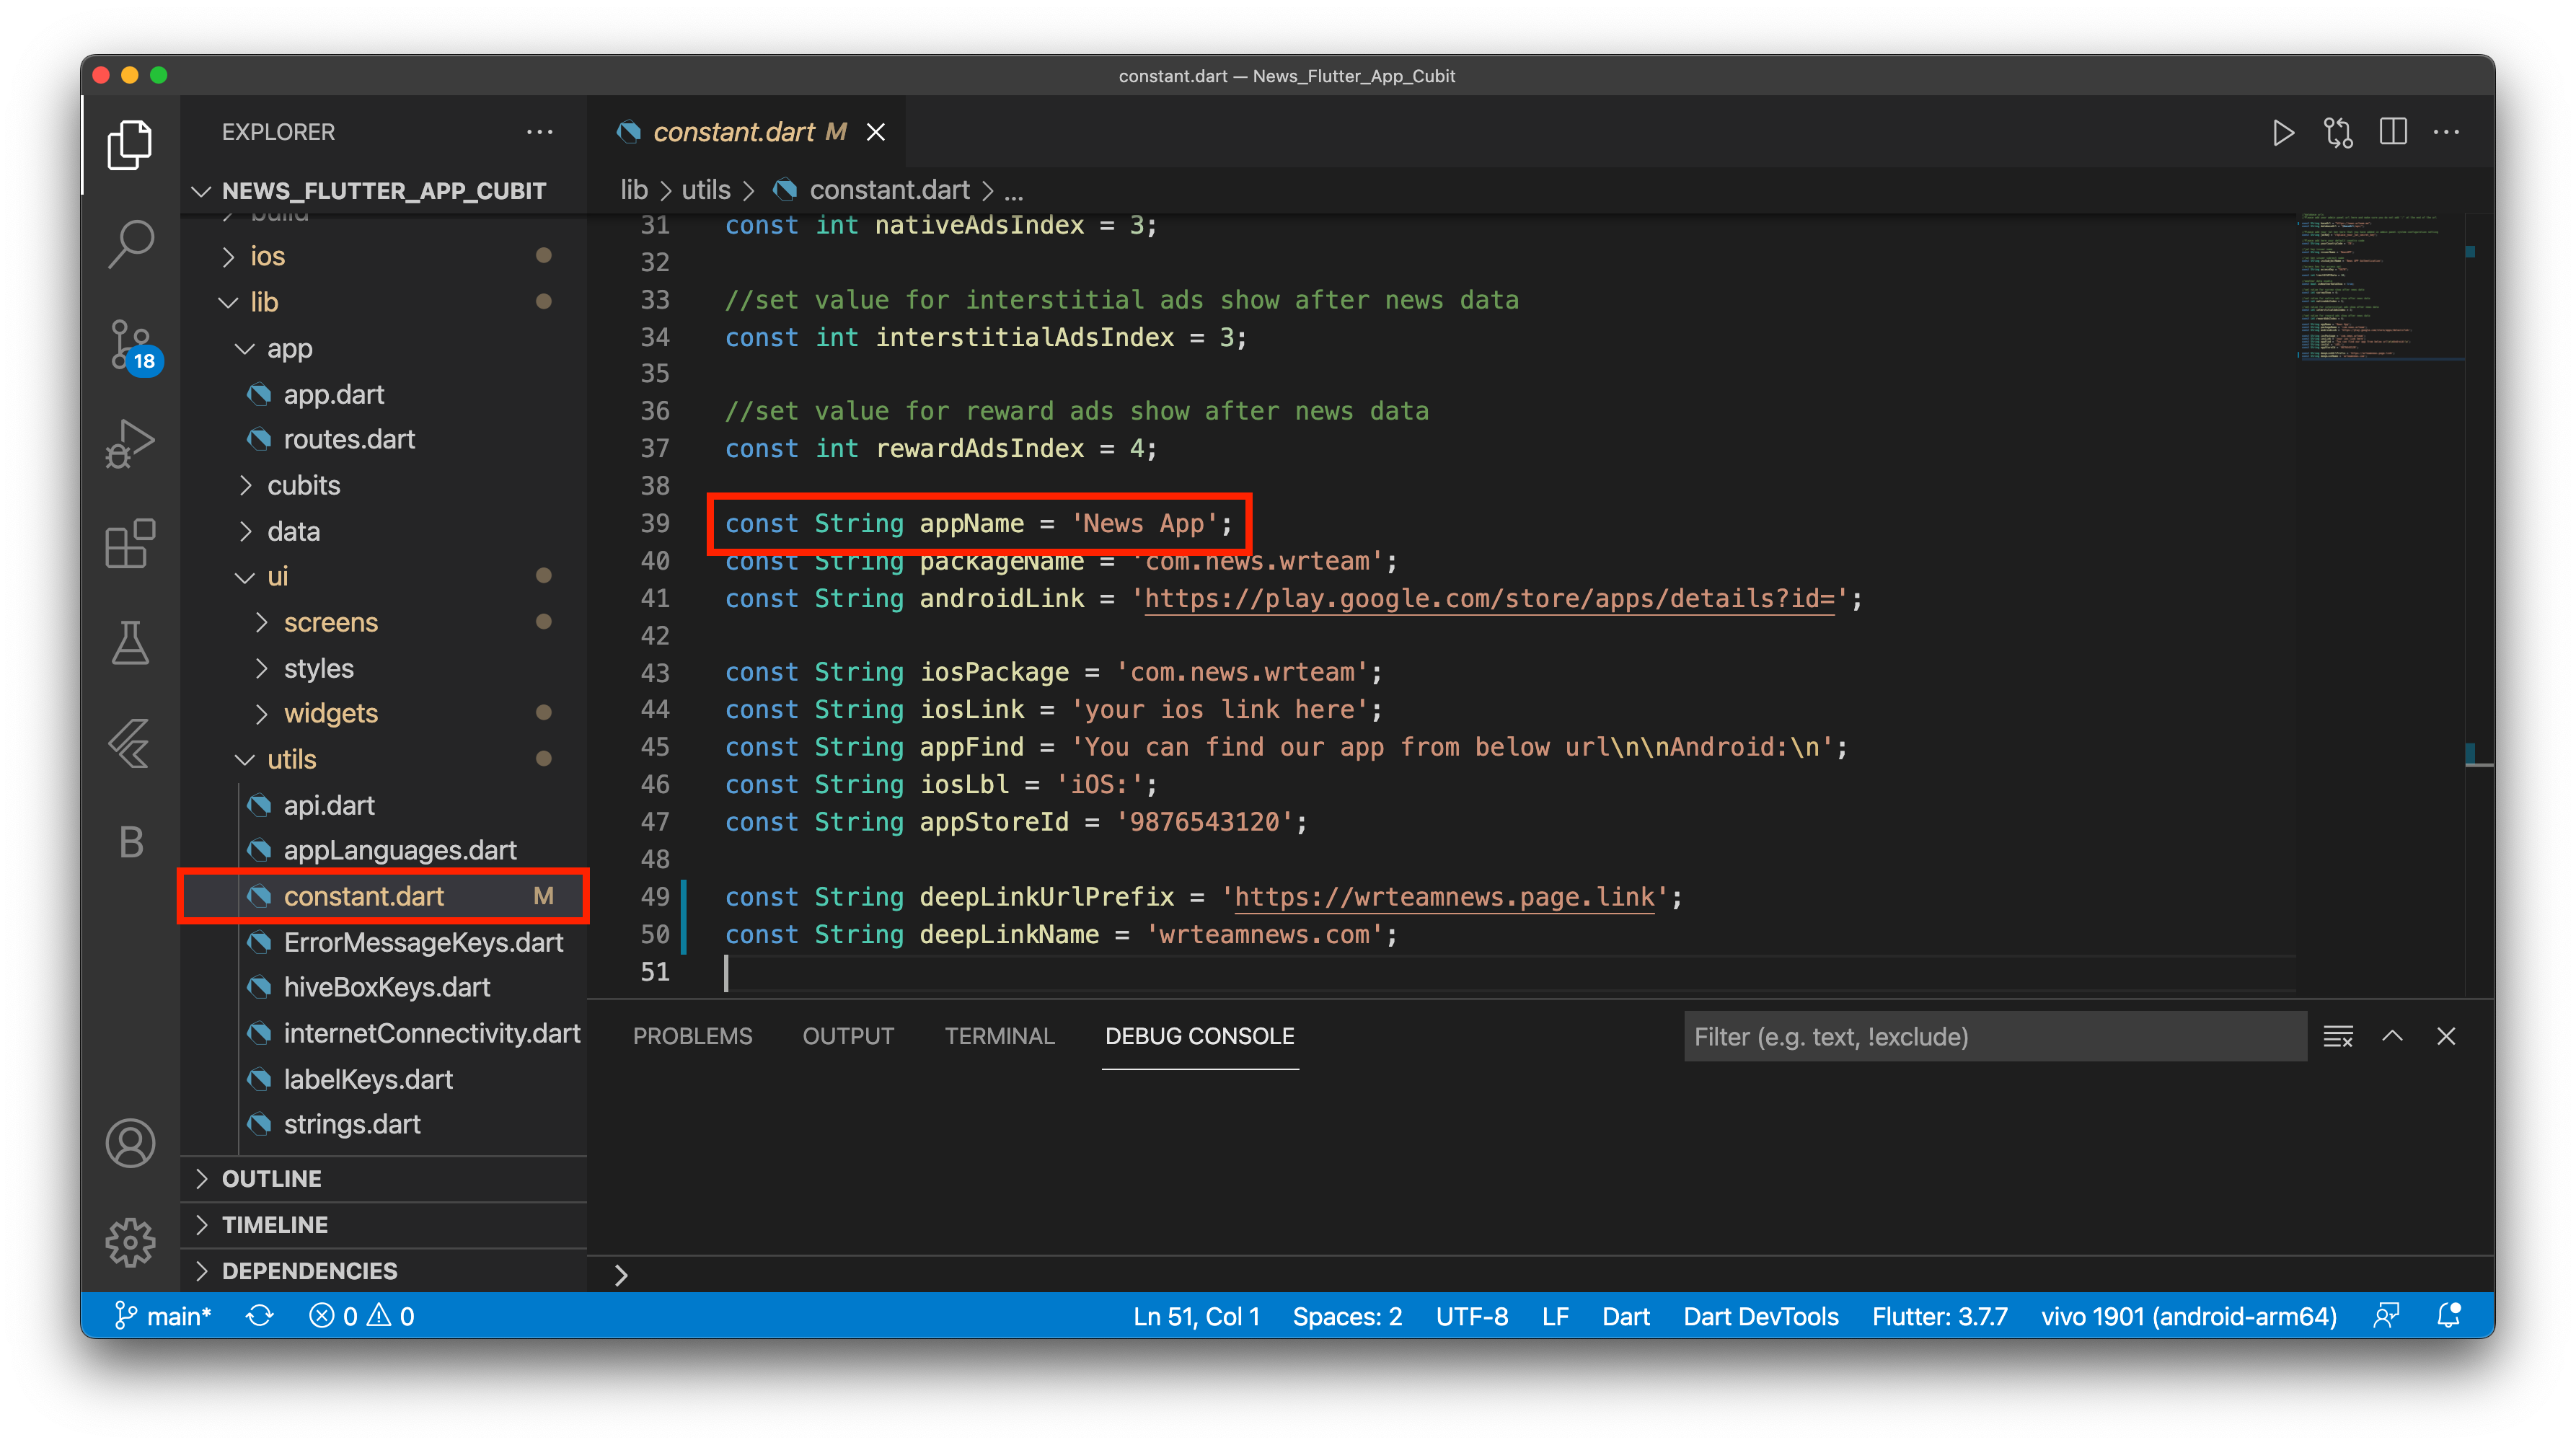 constant.dart — News_Flutter_App_Cubit
EXPLORER
constant.dart M
NEWS_FLUTTER_APP_CUBIT
lib > utils > constant.dart > ...
build
ios
lib
app
app.dart
routes.dart
cubits
data
ui
screens
styles
widgets
utils
api.dart
appLanguages.dart
constant.dart M
ErrorMessageKeys.dart
hiveBoxKeys.dart
internetConnectivity.dart
labelKeys.dart
strings.dart
OUTLINE
TIMELINE
DEPENDENCIES
18
B
31 const int nativeAdsIndex = 3;
32
33 //set value for interstitial ads show after news data
34 const int interstitialAdsIndex = 3;
35
36 //set value for reward ads show after news data
37 const int rewardAdsIndex = 4;
38
39 const String appName = 'News App';
40 const String packageName = 'com.news.wrteam';
41 const String androidLink = 'https://play.google.com/store/apps/details?id=';
42
43 const String iosPackage = 'com.news.wrteam';
44 const String iosLink = 'your ios link here';
45 const String appFind = 'You can find our app from below url\n\nAndroid:\n';
46 const String iosLbl = 'iOS:';
47 const String appStoreId = '9876543120';
48
49 const String deepLinkUrlPrefix = 'https://wrteamnews.page.link';
50 const String deepLinkName = 'wrteamnews.com';
51
PROBLEMS OUTPUT TERMINAL DEBUG CONSOLE Filter (e.g. text, !exclude)
main* 0 0 Ln 51, Col 1 Spaces: 2 UTF-8 LF Dart Dart DevTools Flutter: 3.7.7 vivo 1901 (android-arm64)